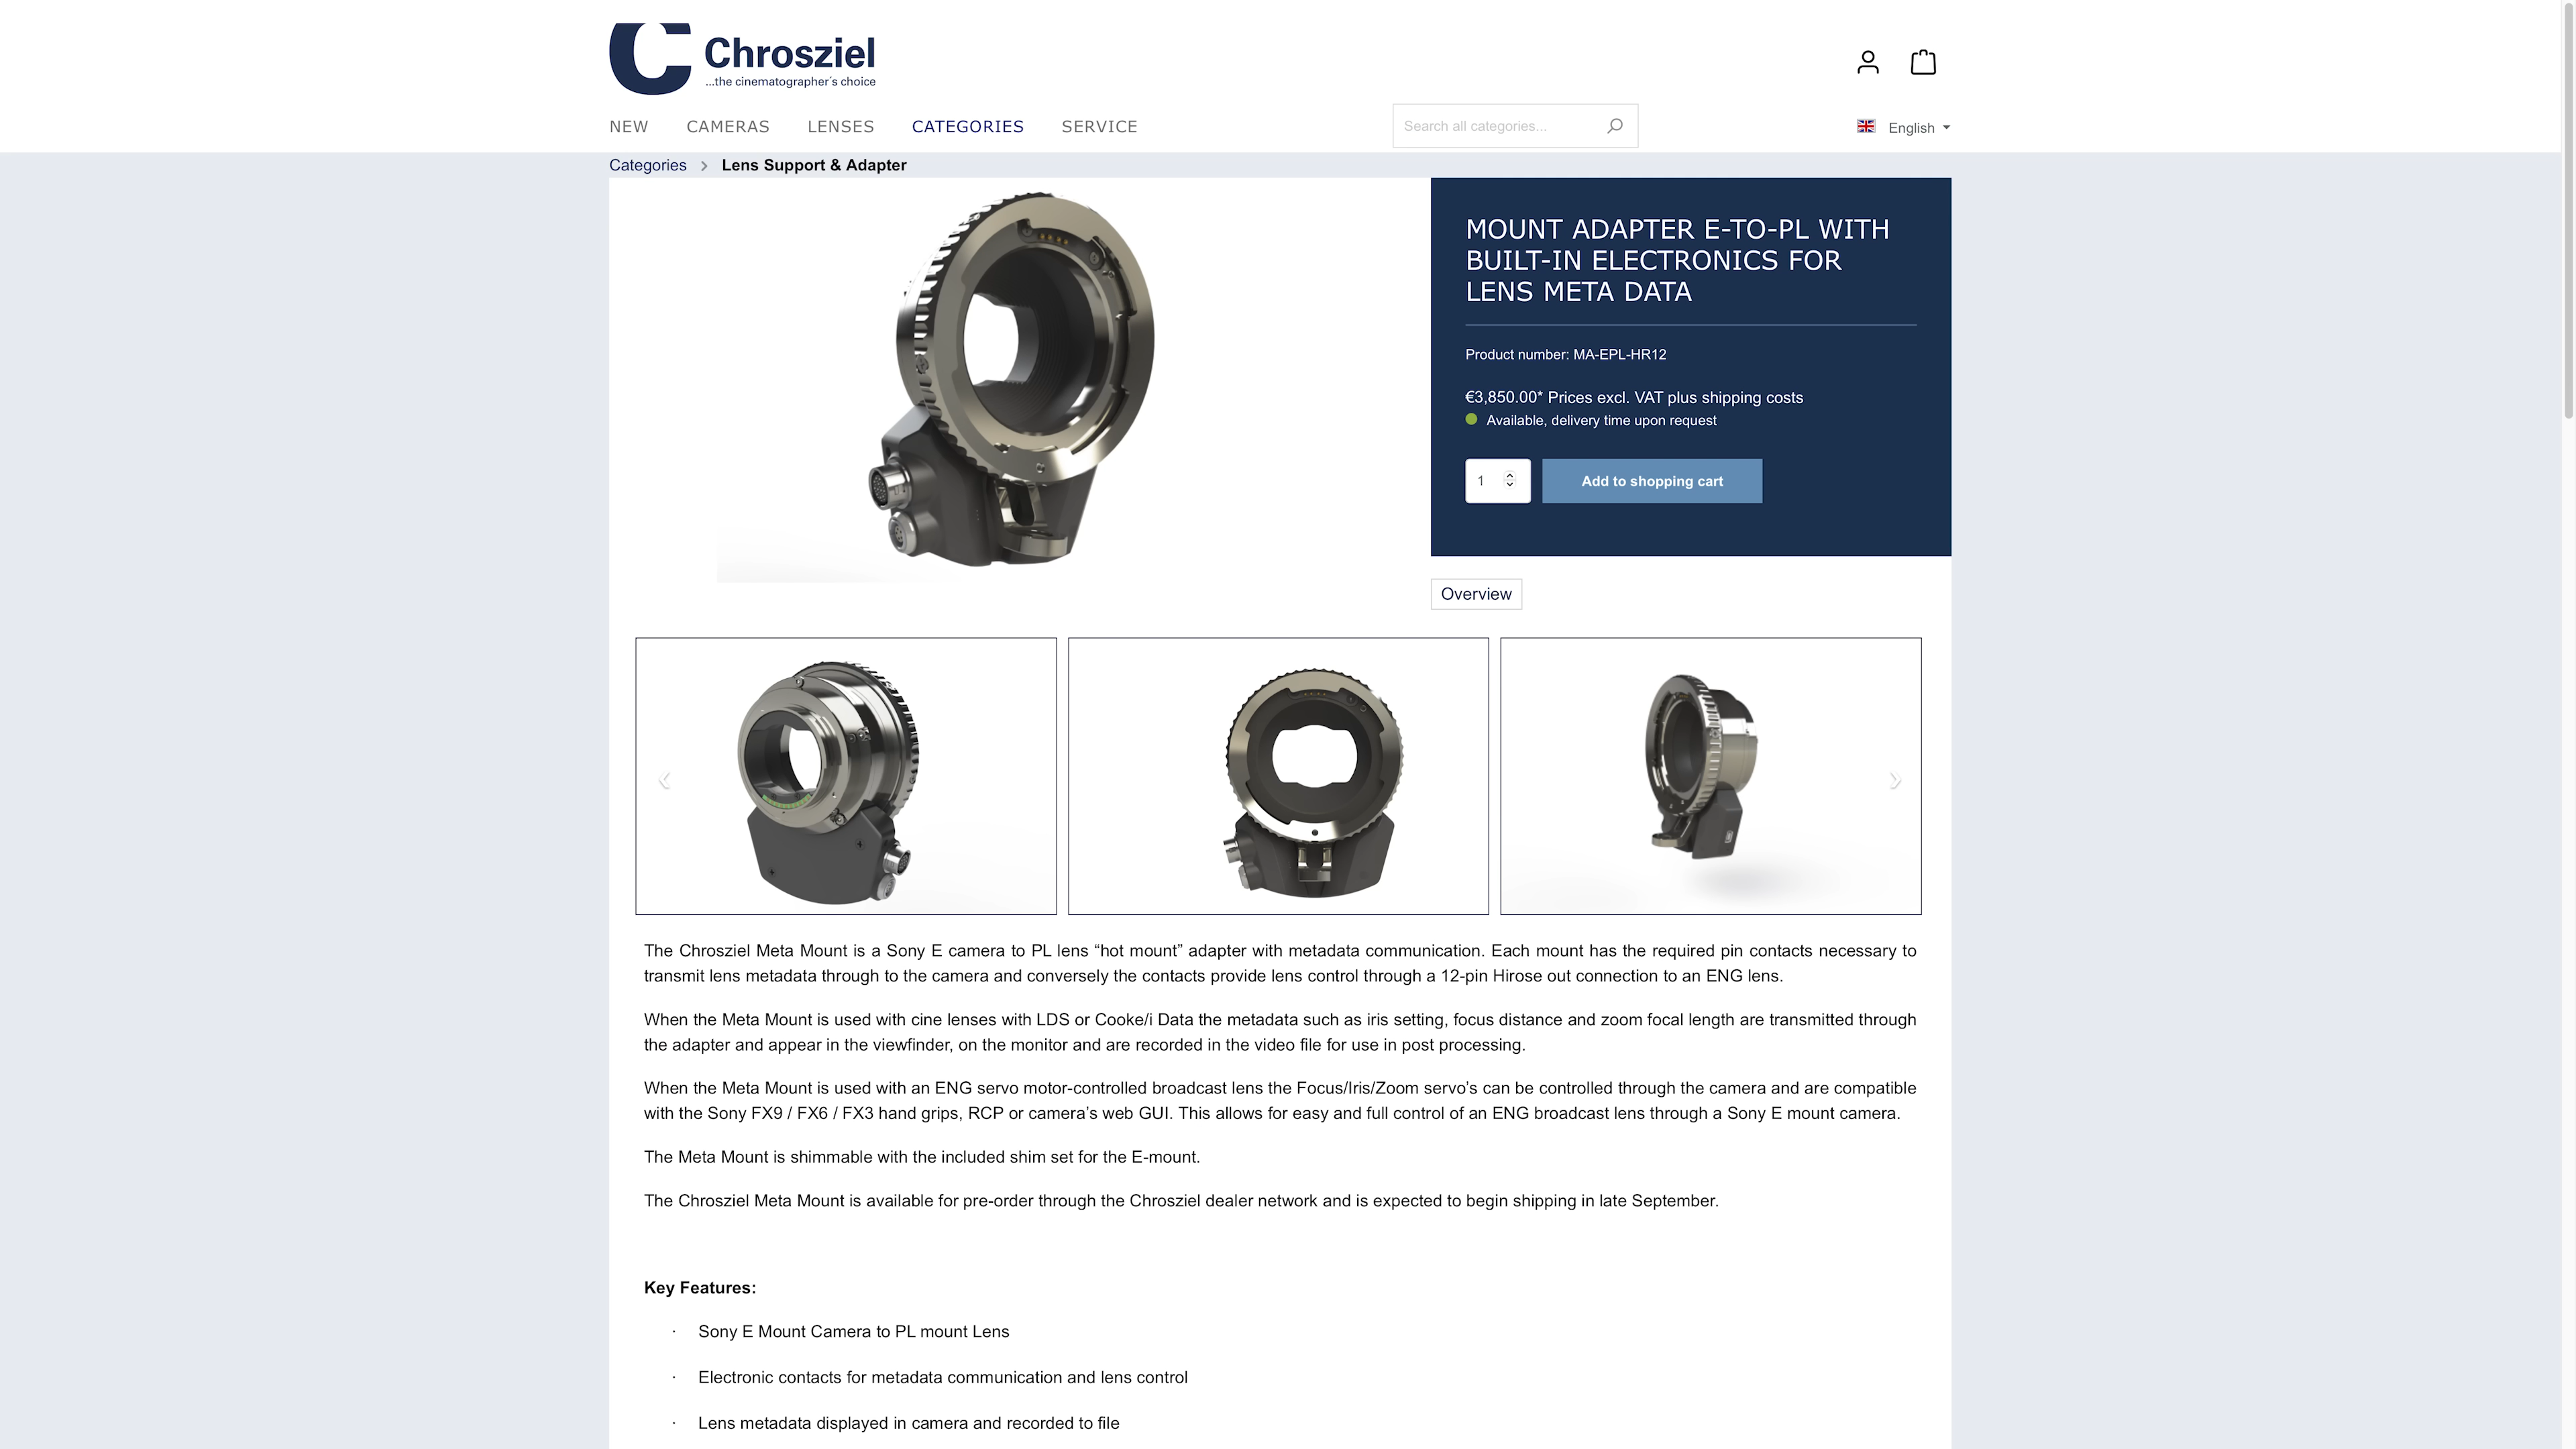 Chrosziel
...the cinematographer´s choice
NEW CAMERAS LENSES CATEGORIES SERVICE
Search all categories...
English
Categories Lens Support & Adapter
MOUNT ADAPTER E-TO-PL WITH
BUILT-IN ELECTRONICS FOR
LENS META DATA
Product number: MA-EPL-HR12
€3,850.00* Prices excl. VAT plus shipping costs
Available, delivery time upon request
1 Add to shopping cart
Overview
The Chrosziel Meta Mount is a Sony E camera to PL lens “hot mount” adapter with metadata communication. Each mount has the required pin contacts necessary to
transmit lens metadata through to the camera and conversely the contacts provide lens control through a 12-pin Hirose out connection to an ENG lens.
When the Meta Mount is used with cine lenses with LDS or Cooke/i Data the metadata such as iris setting, focus distance and zoom focal length are transmitted through
the adapter and appear in the viewfinder, on the monitor and are recorded in the video file for use in post processing.
When the Meta Mount is used with an ENG servo motor-controlled broadcast lens the Focus/Iris/Zoom servo’s can be controlled through the camera and are compatible
with the Sony FX9 / FX6 / FX3 hand grips, RCP or camera’s web GUI. This allows for easy and full control of an ENG broadcast lens through a Sony E mount camera.
The Meta Mount is shimmable with the included shim set for the E-mount.
The Chrosziel Meta Mount is available for pre-order through the Chrosziel dealer network and is expected to begin shipping in late September.
Key Features:
· Sony E Mount Camera to PL mount Lens
· Electronic contacts for metadata communication and lens control
· Lens metadata displayed in camera and recorded to file